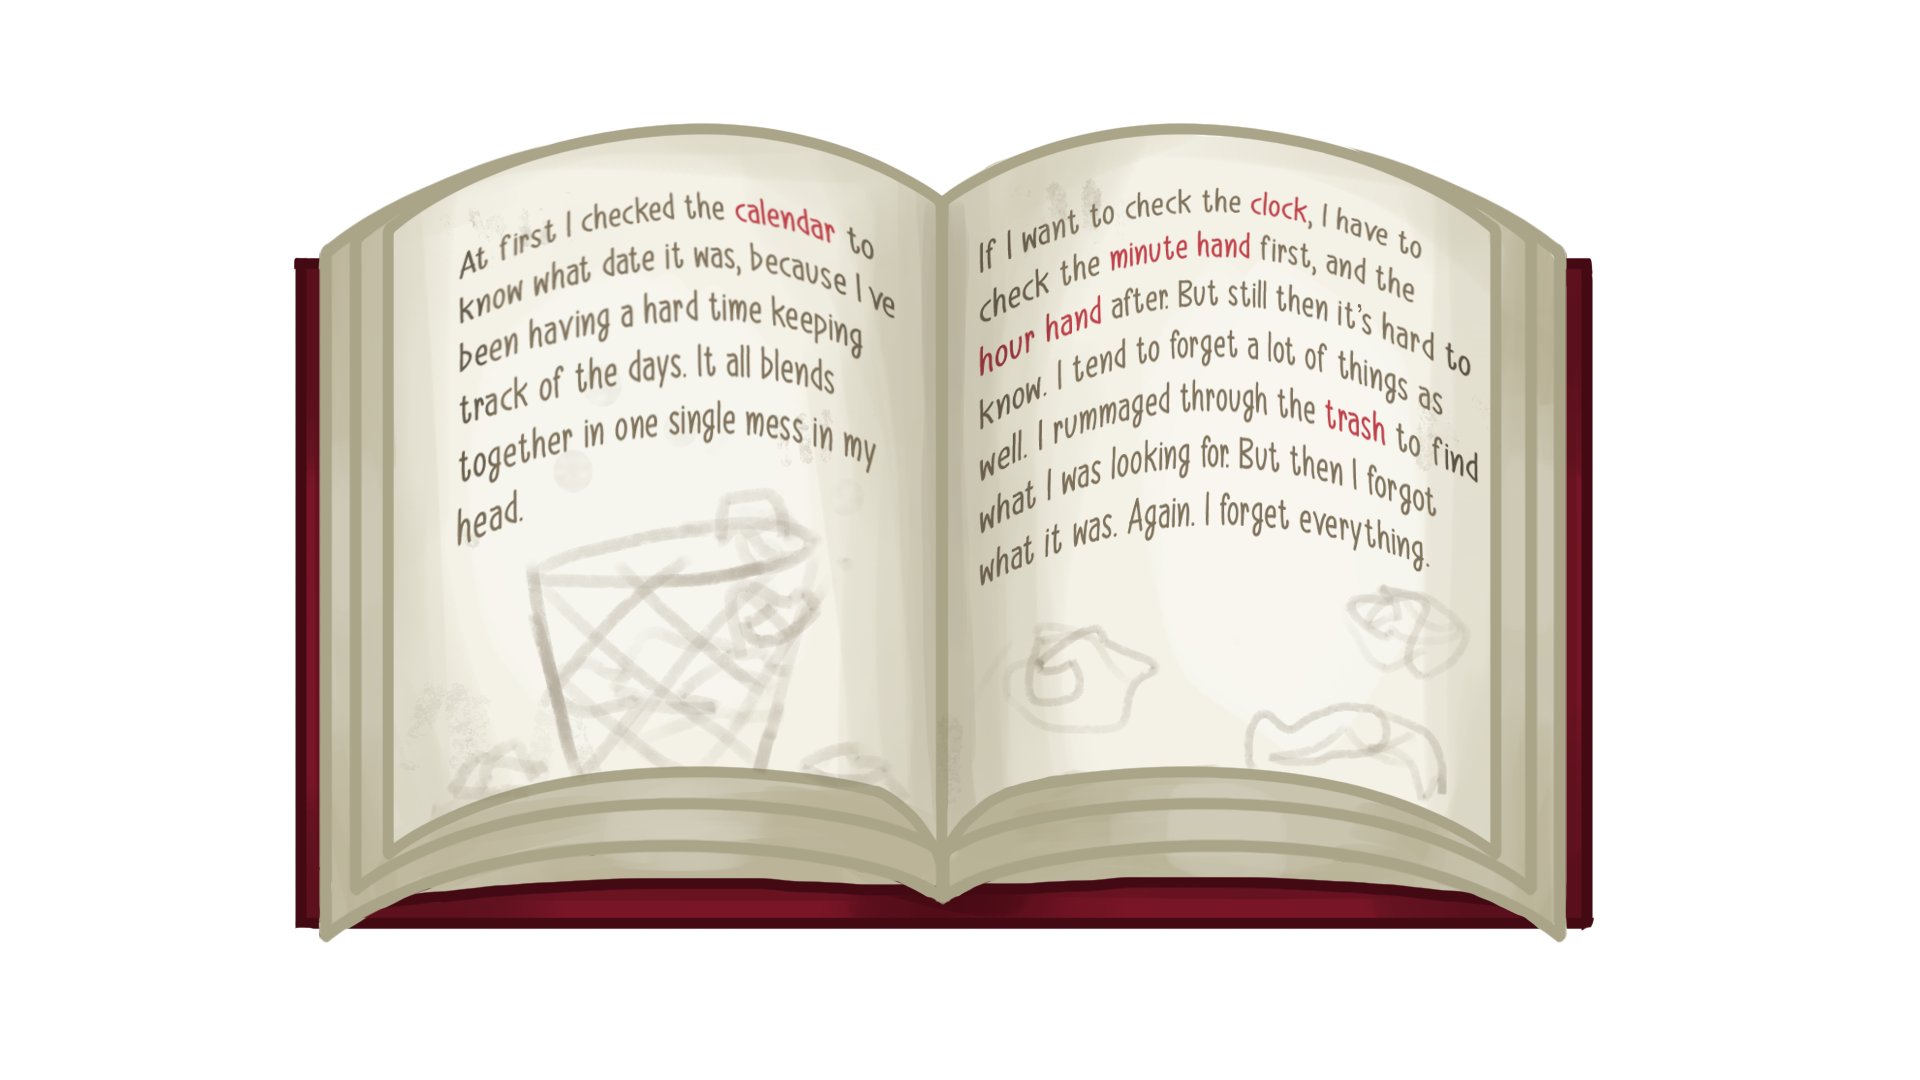 At first I checked the calendar to
know what date it was, because I've
been having a hard time keeping
track of the days. It all blends
together in one single mess in my
head.
If I want to check the clock, I have to
check the minute hand first, and the
hour hand after. But still then it's hard to
know. I tend to forget a lot of things as
well. I rummaged through the trash to find
what I was looking for. But then I forgot
what it was. Again. I forget everything.